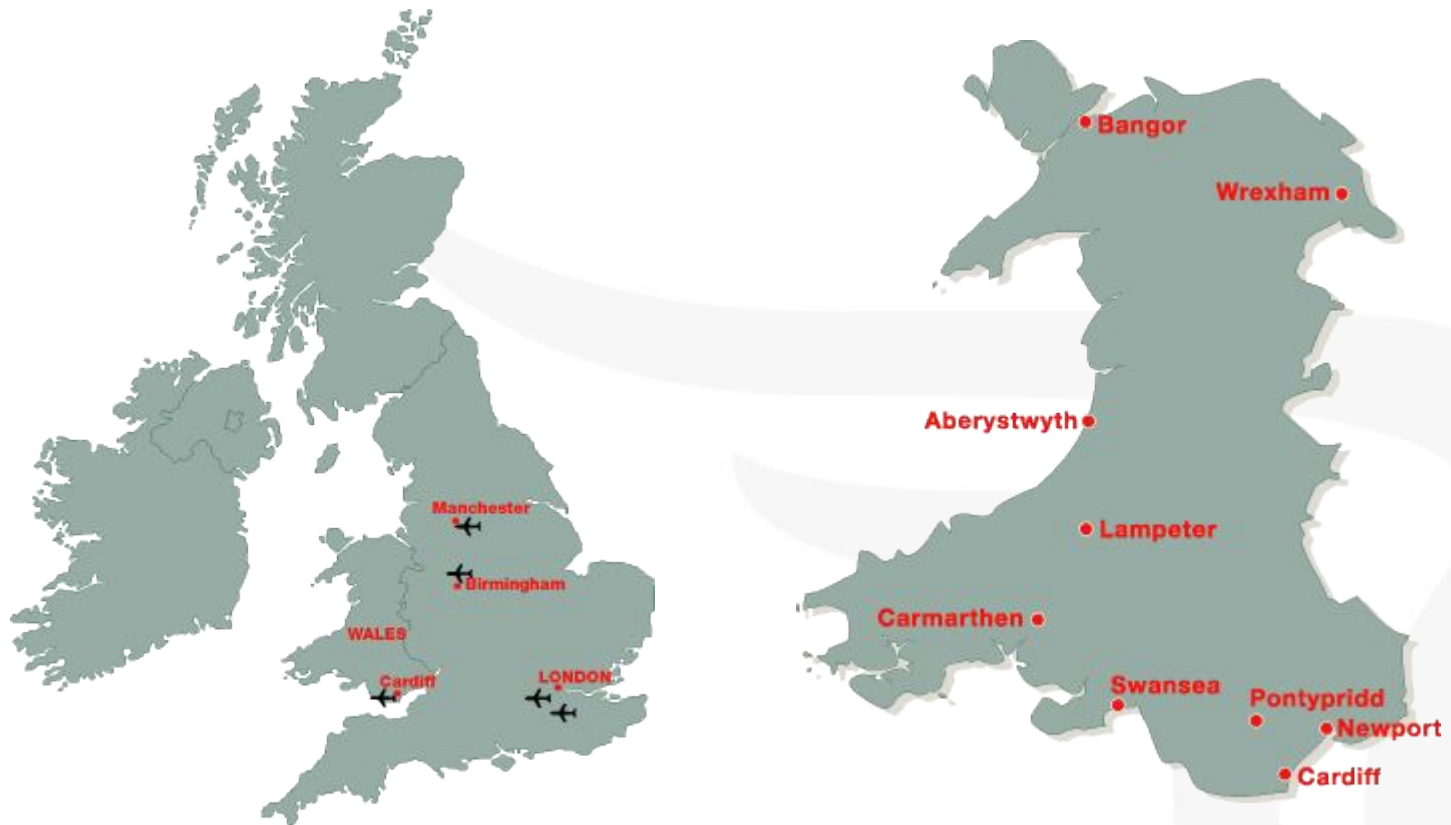 Manchester
Birmingham
WALES
Cardiff
LONDON
Bangor
Wrexham
Aberystwyth
Lampeter
Carmarthen
Swansea
Pontypridd
Newport
Cardiff